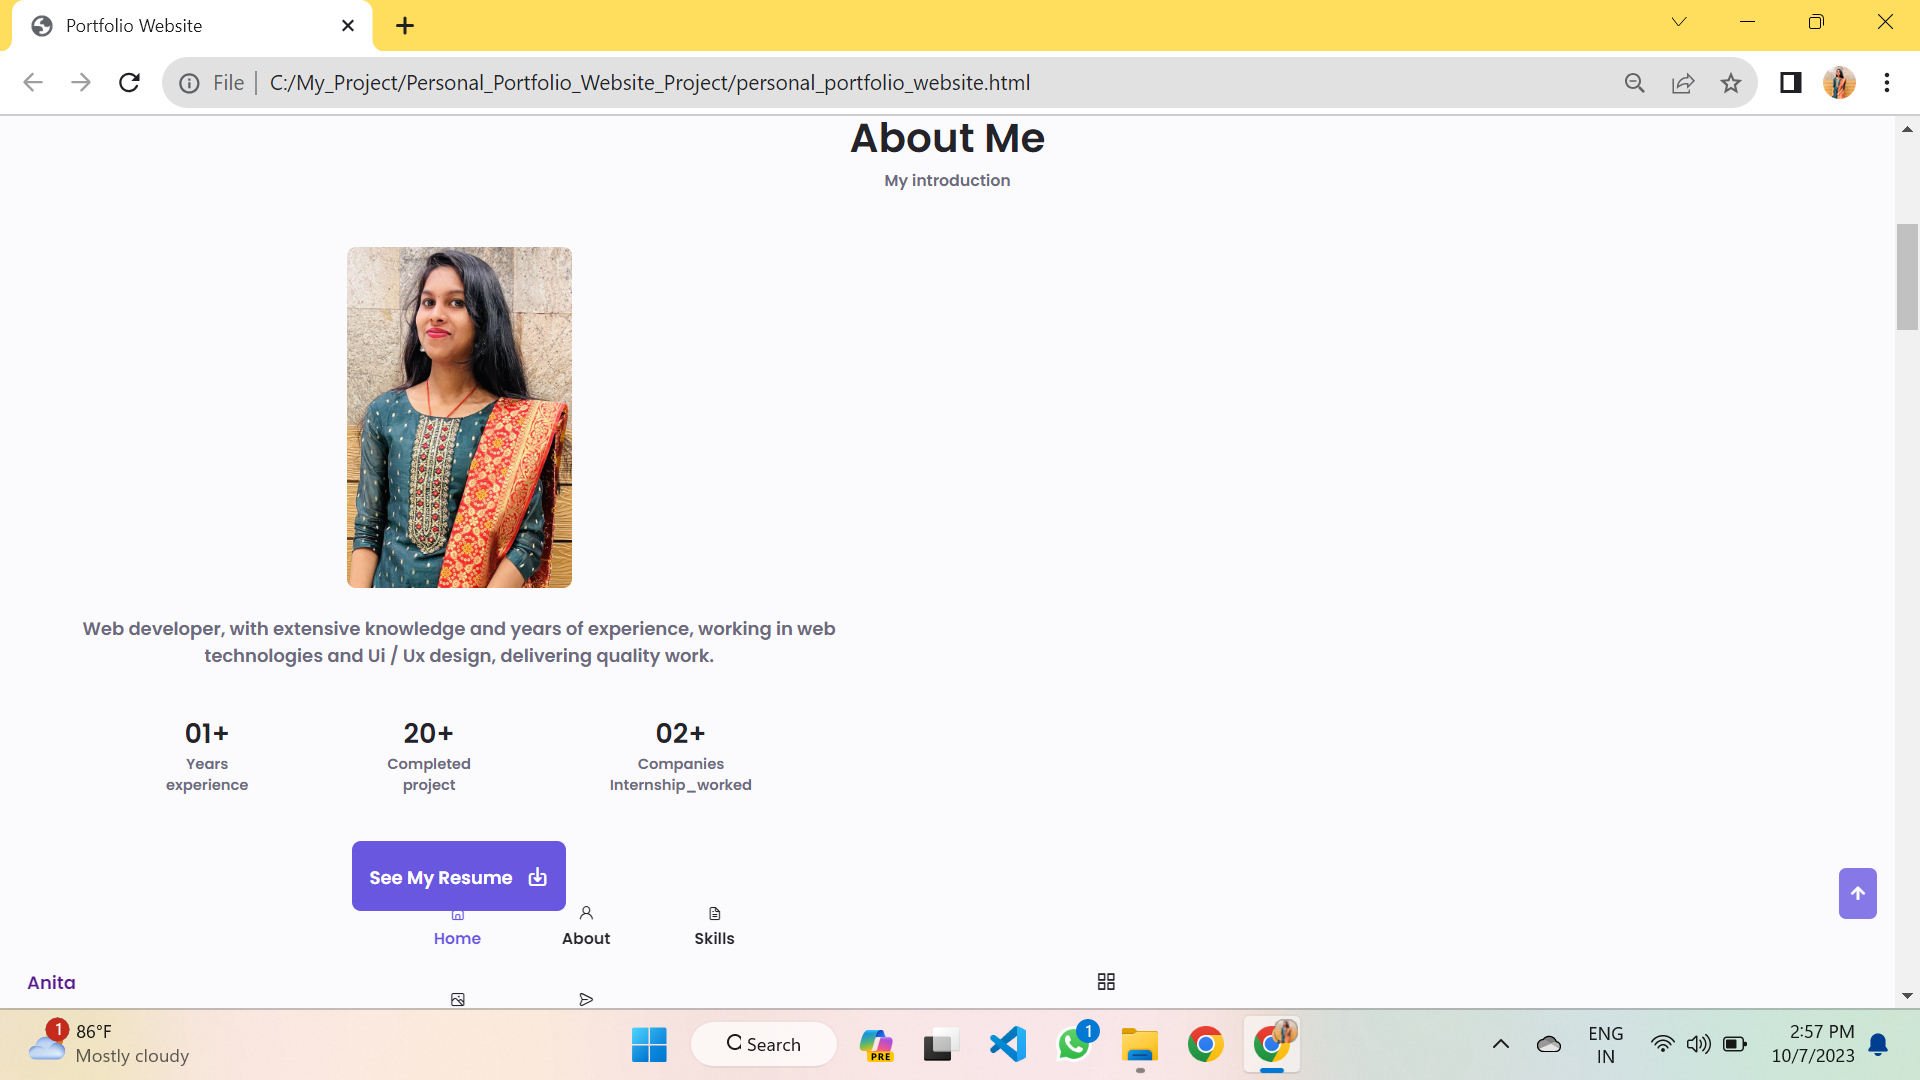 Portfolio Website
File
C:/My_Project/Personal_Portfolio_Website_Project/personal_portfolio_website.html
About Me
My introduction
Web developer, with extensive knowledge and years of experience, working in web
technologies and Ui / Ux design, delivering quality work.
01+ 20+ 02+
Years Completed Companies
experience project Internship_worked
See My Resume
Home About Skills
Anita
1
86°F
Mostly cloudy
Search
PRE
1
ENG
IN
2:57 PM
10/7/2023